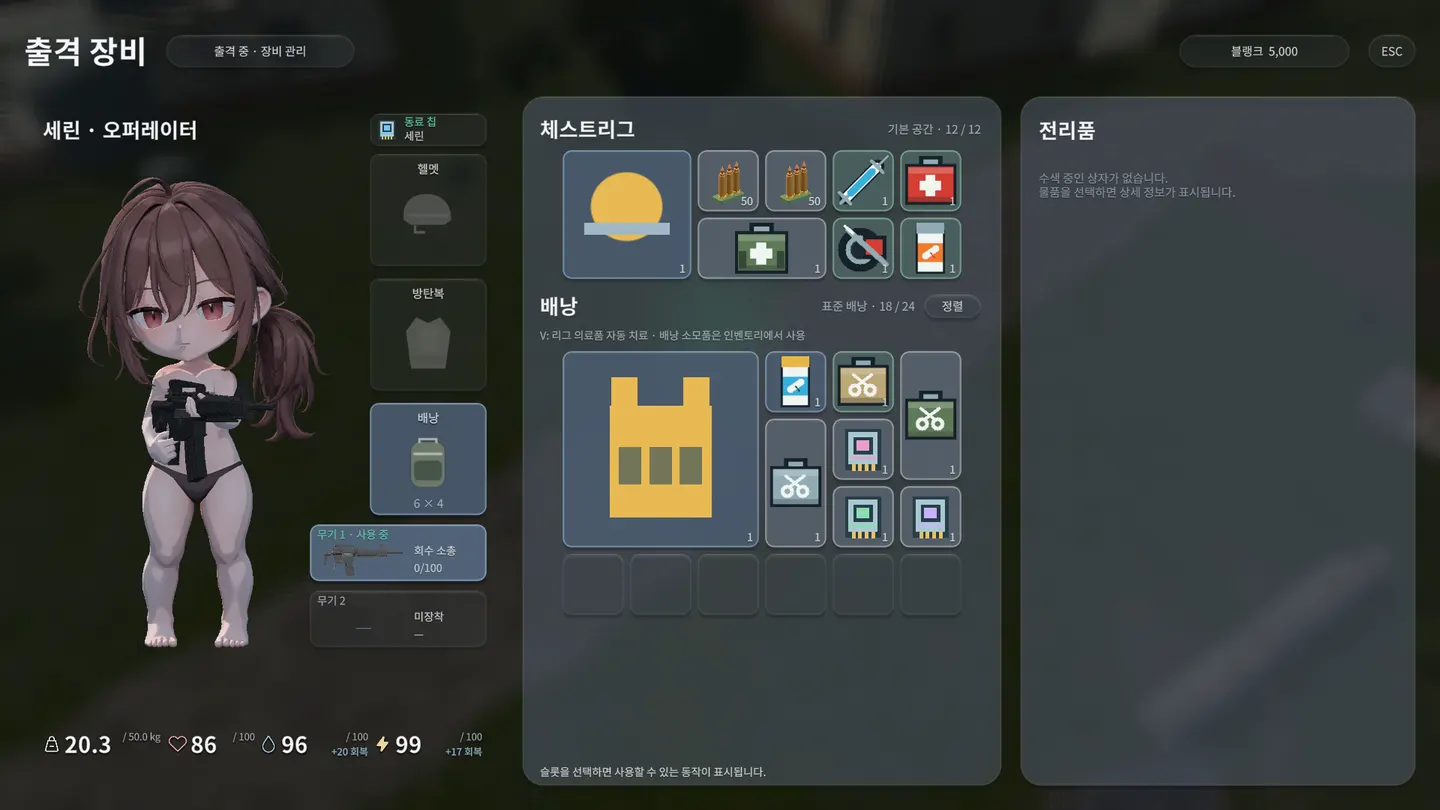 출격 장비
출격 중 · 장비 관리
블랭크 5,000
ESC
세린 · 오퍼레이터
동료 칩
세린
헬멧
방탄복
배낭
6 × 4
무기 1 · 사용 중
회수 소총
0/100
무기 2
—
미장착
—
20.3 / 50.0 kg
86 / 100
96 / 100
+20 회복
99 / 100
+17 회복
체스트리그
기본 공간 · 12 / 12
1
50
50
1
1
1
1
1
배낭
표준 배낭 · 18 / 24
정렬
V: 리그 의료품 자동 치료 · 배낭 소모품은 인벤토리에서 사용
1
1
1
1
1
1
1
1
슬롯을 선택하면 사용할 수 있는 동작이 표시됩니다.
전리품
수색 중인 상자가 없습니다.
물품을 선택하면 상세 정보가 표시됩니다.